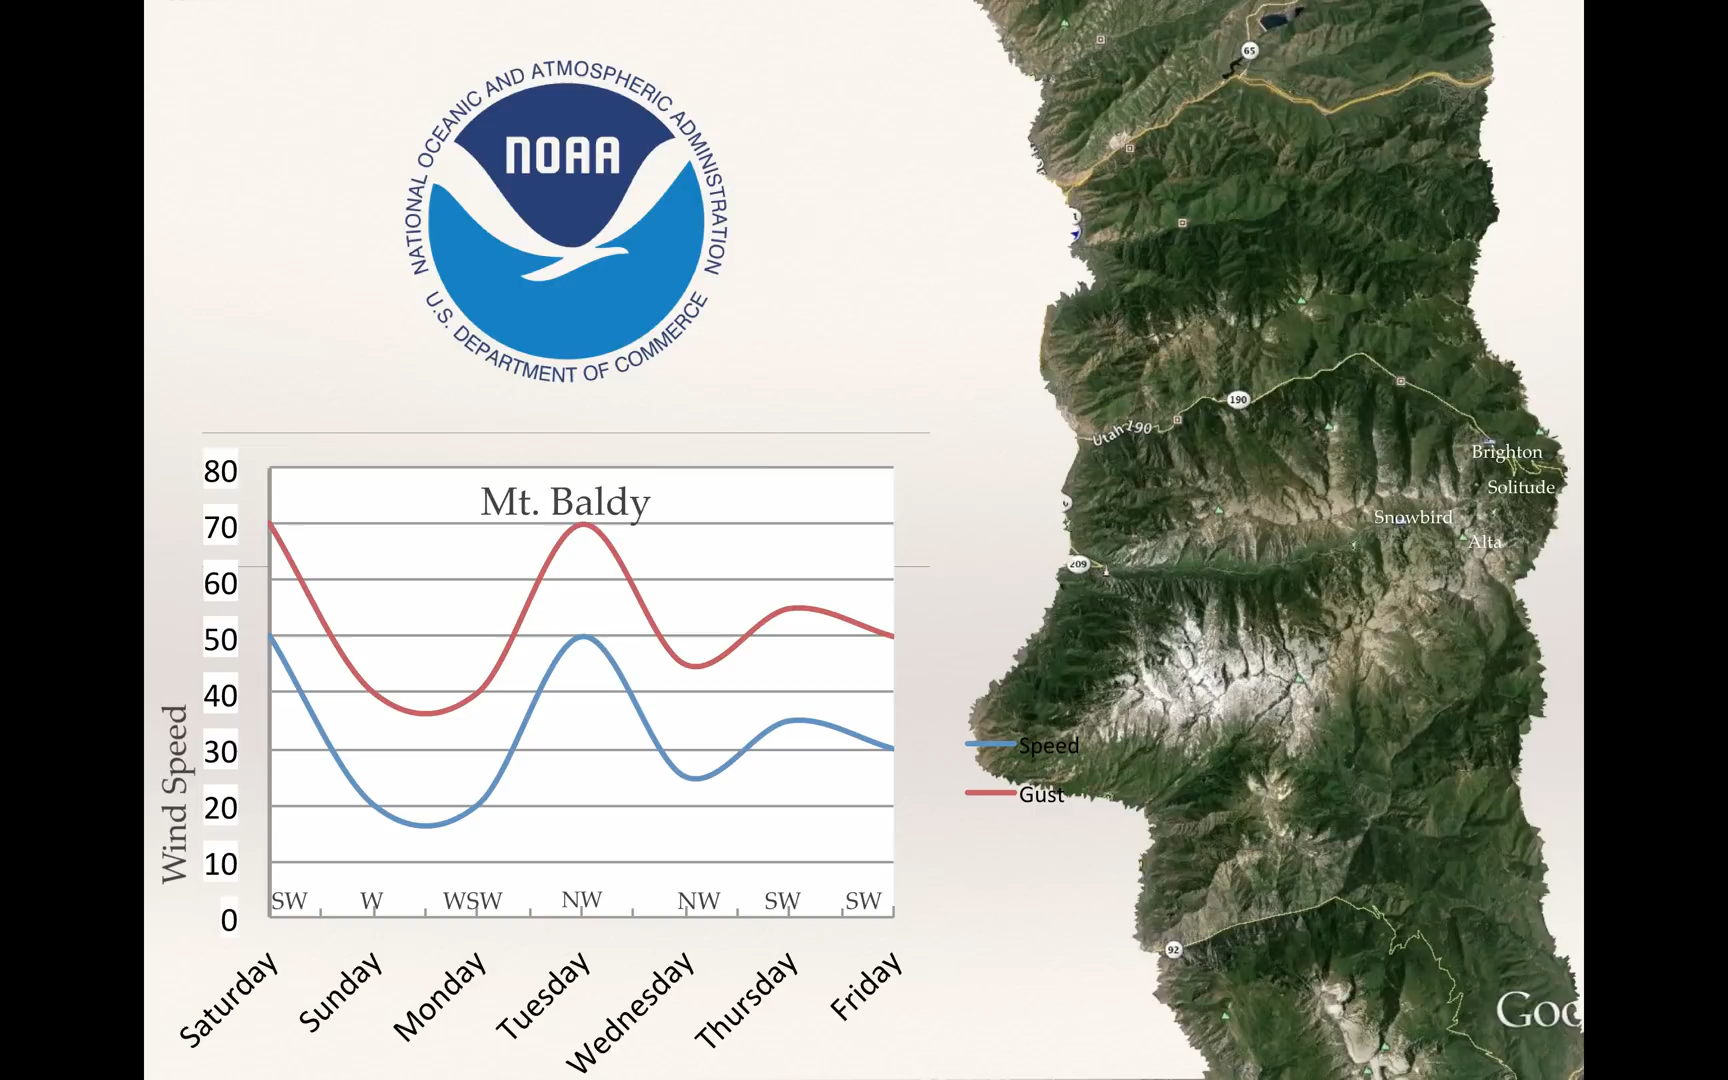 NATIONAL OCEANIC AND ATMOSPHERIC ADMINISTRATION
NOAA
U.S. DEPARTMENT OF COMMERCE
Mt. Baldy
Wind Speed
80
70
60
50
40
30
20
10
0
SW W WSW NW NW SW SW
Saturday Sunday Monday Tuesday Wednesday Thursday Friday
Speed
Gust
65
190
Utah 190
Brighton
Solitude
Snowbird
Alta
209
92
Goo